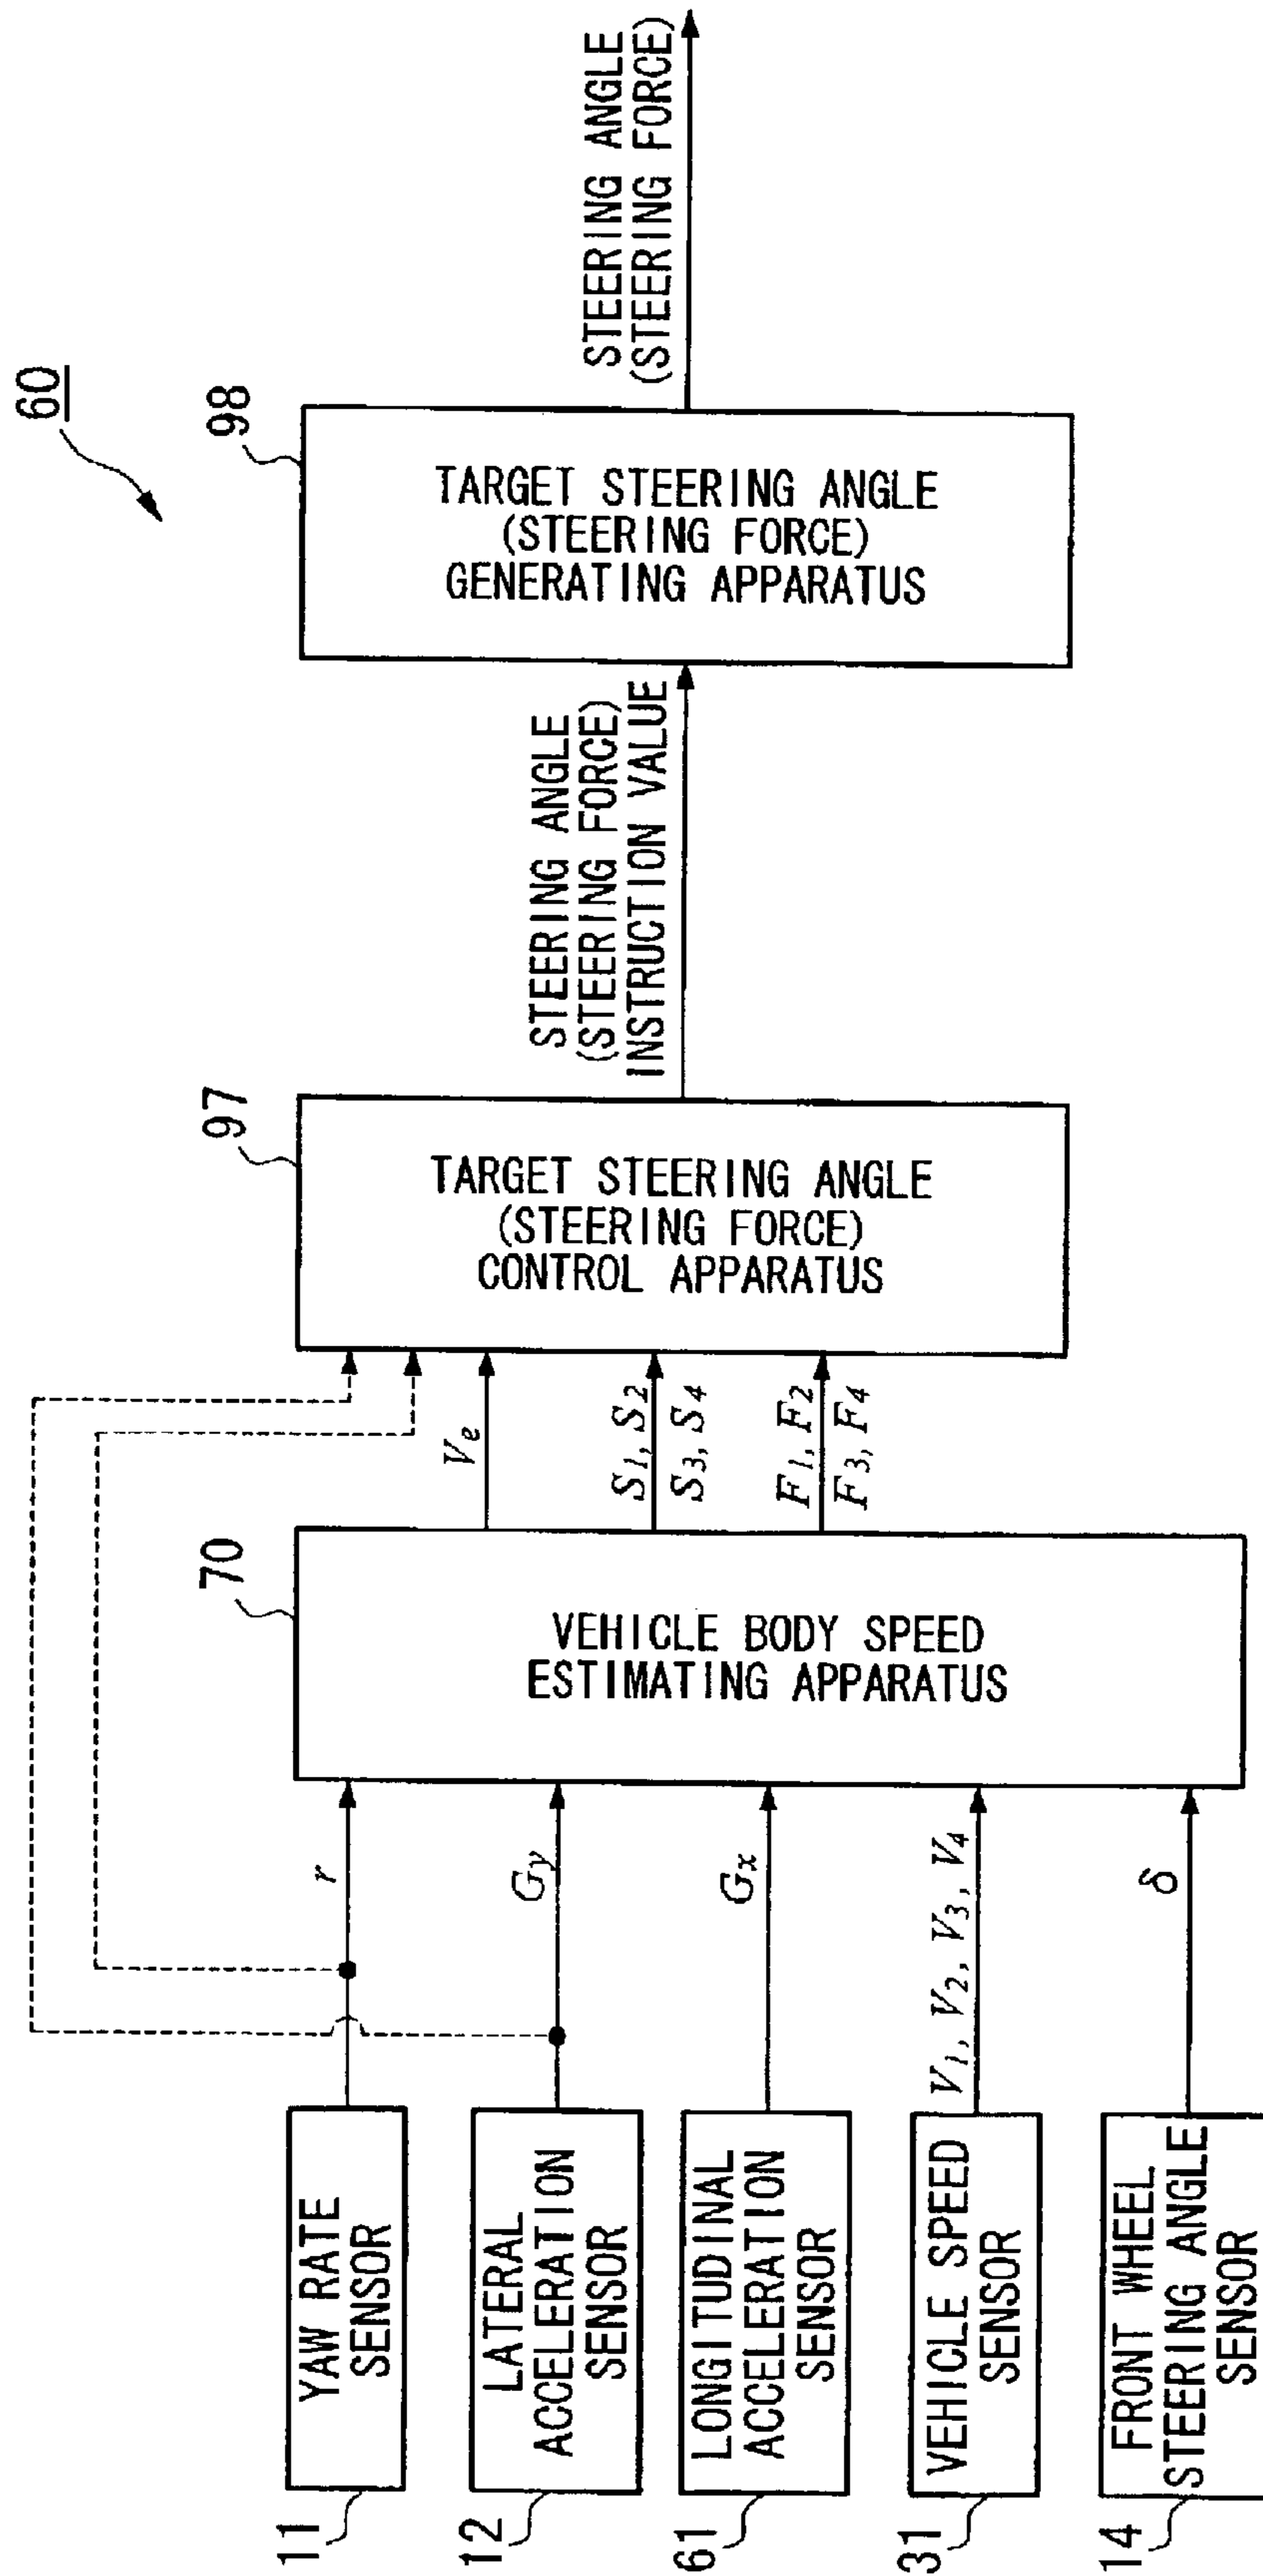 60
11
YAW RATE
SENSOR
r
12
LATERAL
ACCELERATION
SENSOR
Gy
61
LONGITUDINAL
ACCELERATION
SENSOR
Gx
31
VEHICLE SPEED
SENSOR
V1, V2, V3, V4
14
FRONT WHEEL
STEERING ANGLE
SENSOR
δ
70
VEHICLE BODY SPEED
ESTIMATING APPARATUS
Ve
S1, S2
S3, S4
F1, F2
F3, F4
97
TARGET STEERING ANGLE
(STEERING FORCE)
CONTROL APPARATUS
STEERING ANGLE
(STEERING FORCE)
INSTRUCTION VALUE
98
TARGET STEERING ANGLE
(STEERING FORCE)
GENERATING APPARATUS
STEERING ANGLE
(STEERING FORCE)